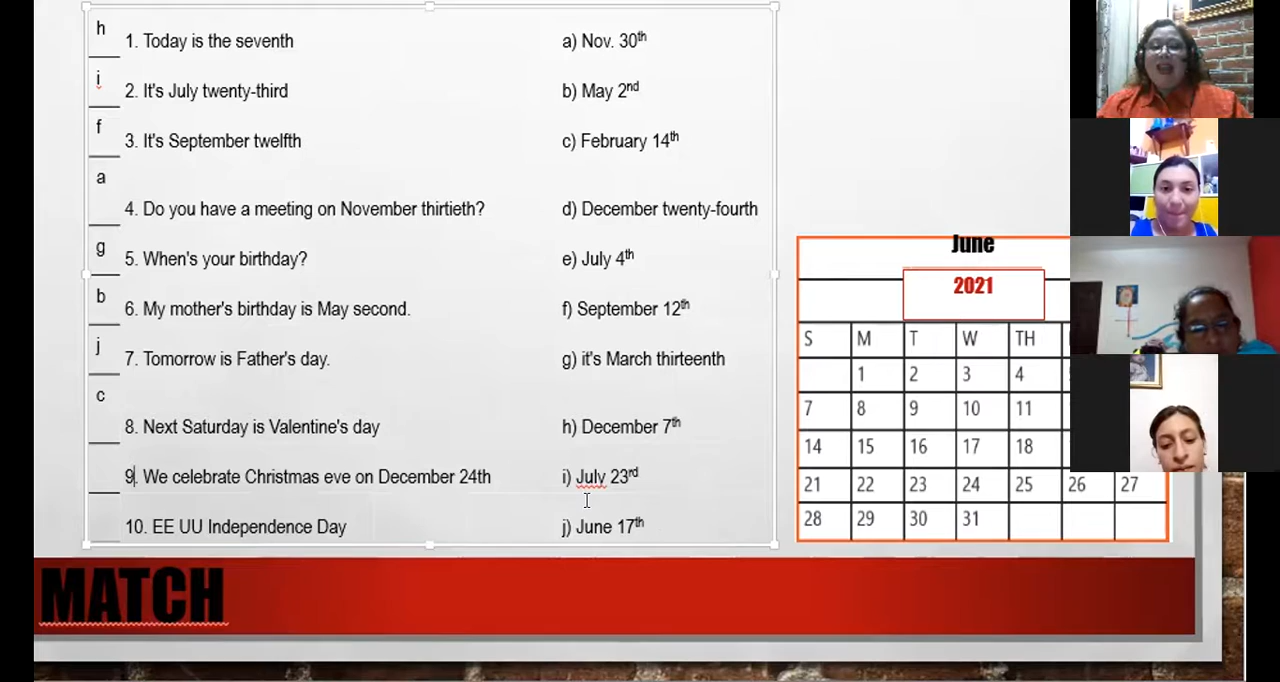 h
1. Today is the seventh a) Nov. 30th
i
2. It's July twenty-third b) May 2nd
f
3. It's September twelfth c) February 14th
a
4. Do you have a meeting on November thirtieth? d) December twenty-fourth
g
5. When's your birthday? e) July 4th
b
6. My mother's birthday is May second. f) September 12th
j
7. Tomorrow is Father's day. g) it's March thirteenth
c
8. Next Saturday is Valentine's day h) December 7th
9. We celebrate Christmas eve on December 24th i) July 23rd
10. EE UU Independence Day j) June 17th
June
2021
S M T W TH
1 2 3 4
7 8 9 10 11
14 15 16 17 18
21 22 23 24 25 26 27
28 29 30 31
MATCH